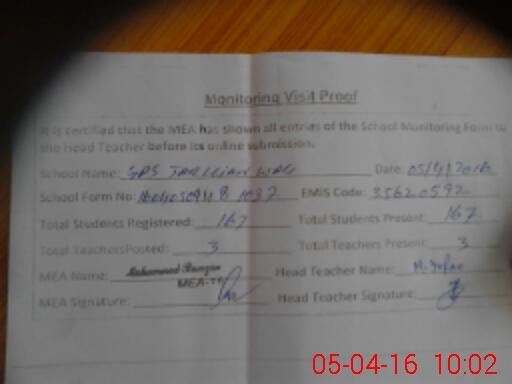 Monitoring Visit Proof
It is certified that the MEA has shown all entries of the School Monitoring Form to
the Head Teacher before its online submission.
School Name: GPS Date: 05/4/2016
School Form No: EMIS Code: 35620592
Total Students Registered: 167 Total Students Present: 167
Total Teachers Posted: 3 Total Teachers Present: 3
MEA Name: Muhammad Head Teacher Name: M.
MEA-
MEA Signature: Head Teacher Signature:
05-04-16 10:02